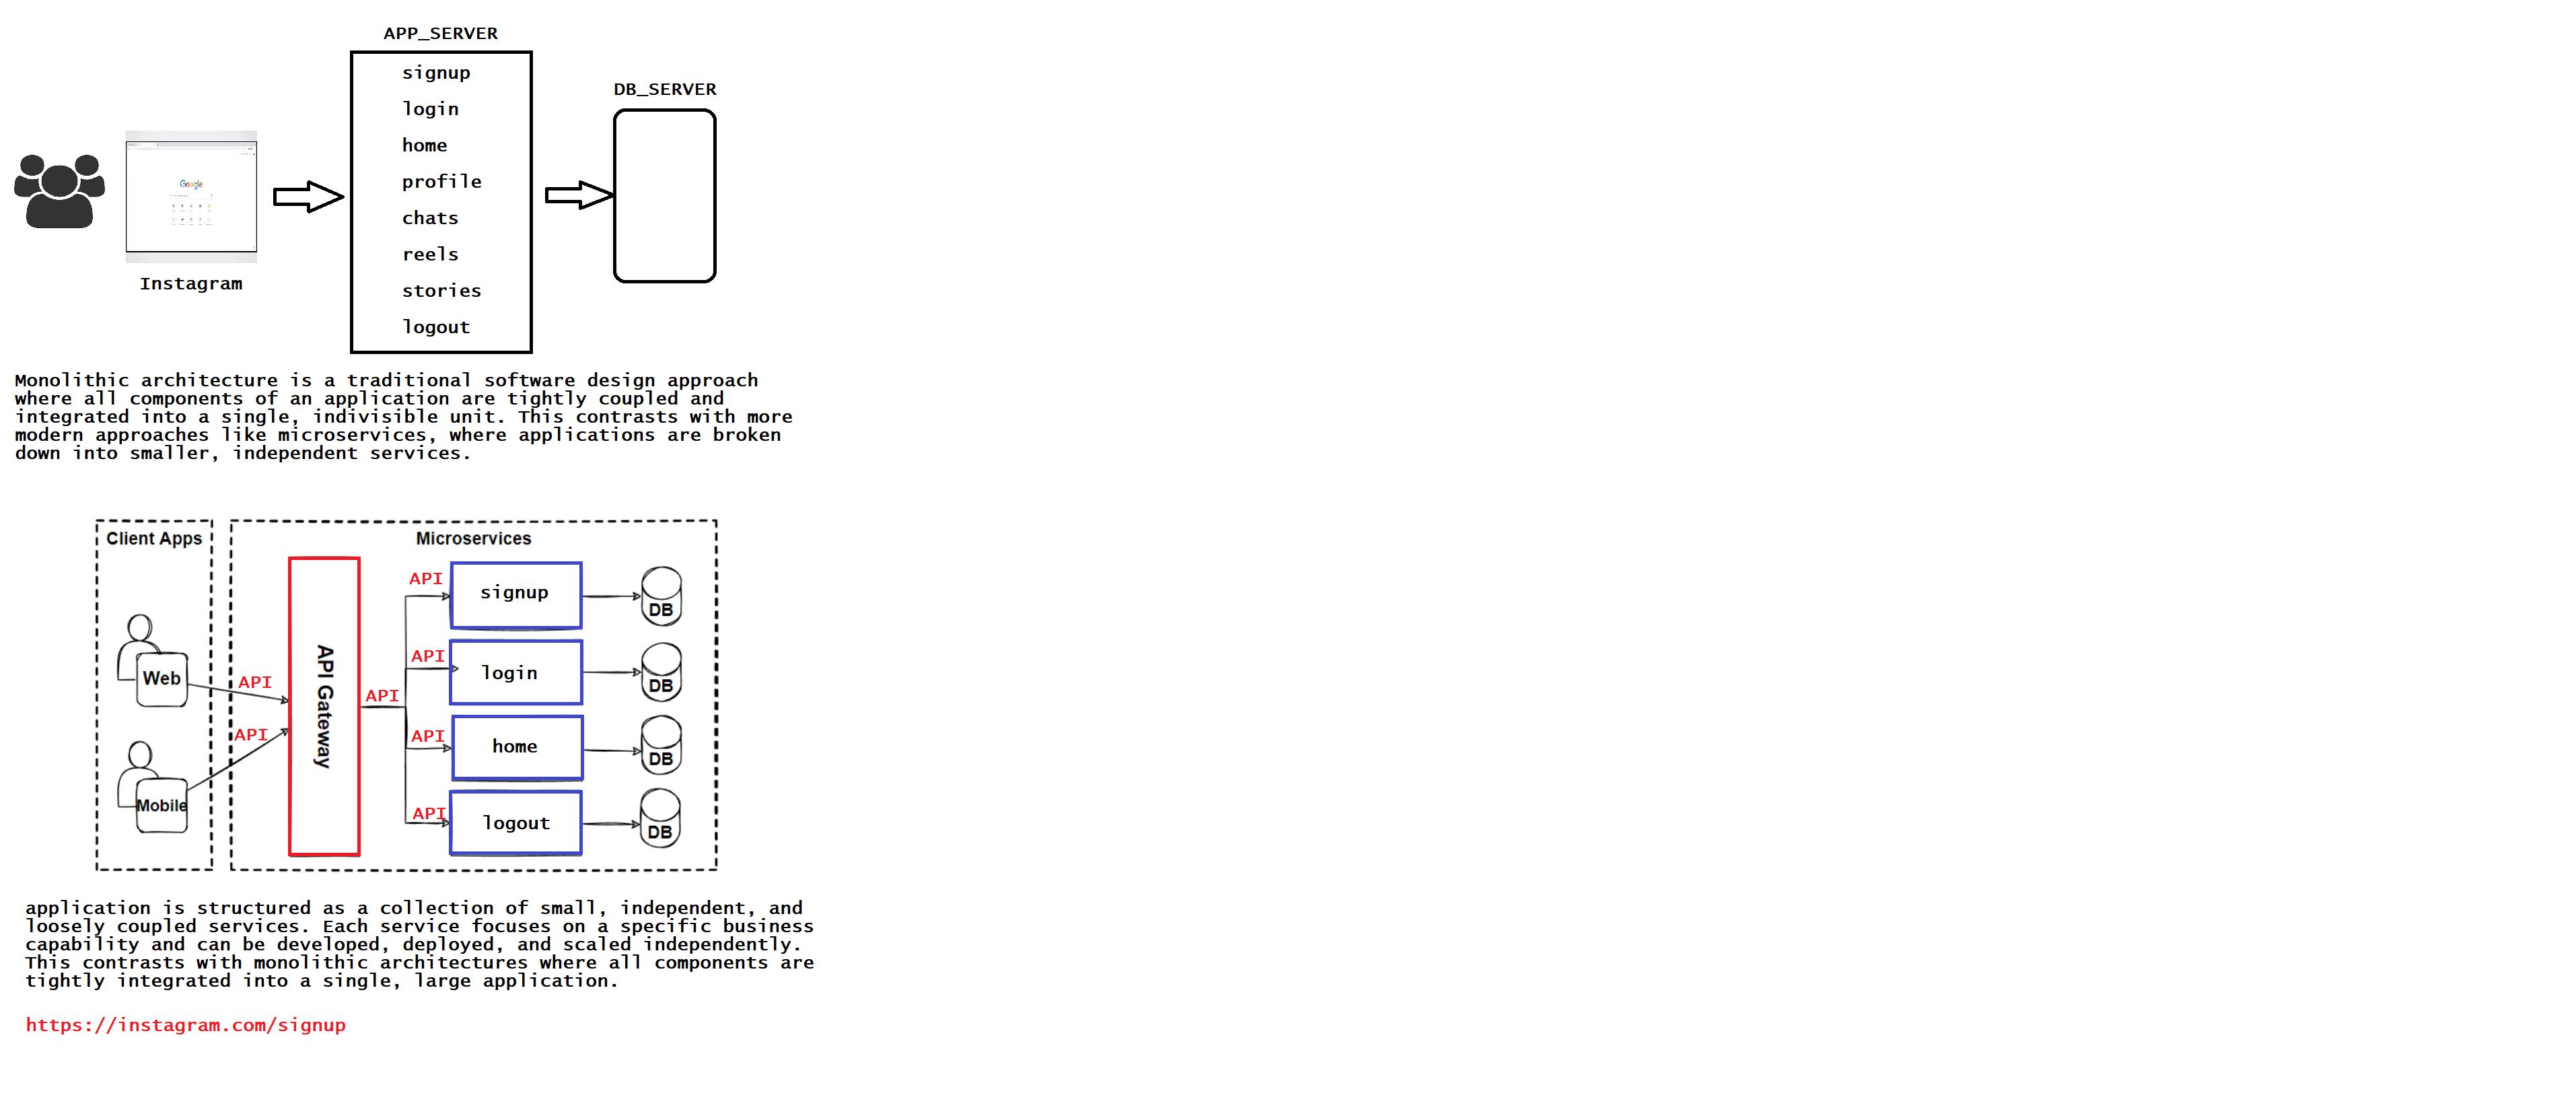 APP_SERVER
signup
login
home
profile
chats
reels
stories
logout
DB_SERVER
Google
Instagram
Monolithic architecture is a traditional software design approach
where all components of an application are tightly coupled and
integrated into a single, indivisible unit. This contrasts with more
modern approaches like microservices, where applications are broken
down into smaller, independent services.
Client Apps
Web
Mobile
Microservices
API
API
API Gateway
API
API
signup
DB
API
login
DB
API
home
DB
API
logout
DB
application is structured as a collection of small, independent, and
loosely coupled services. Each service focuses on a specific business
capability and can be developed, deployed, and scaled independently.
This contrasts with monolithic architectures where all components are
tightly integrated into a single, large application.
https://instagram.com/signup